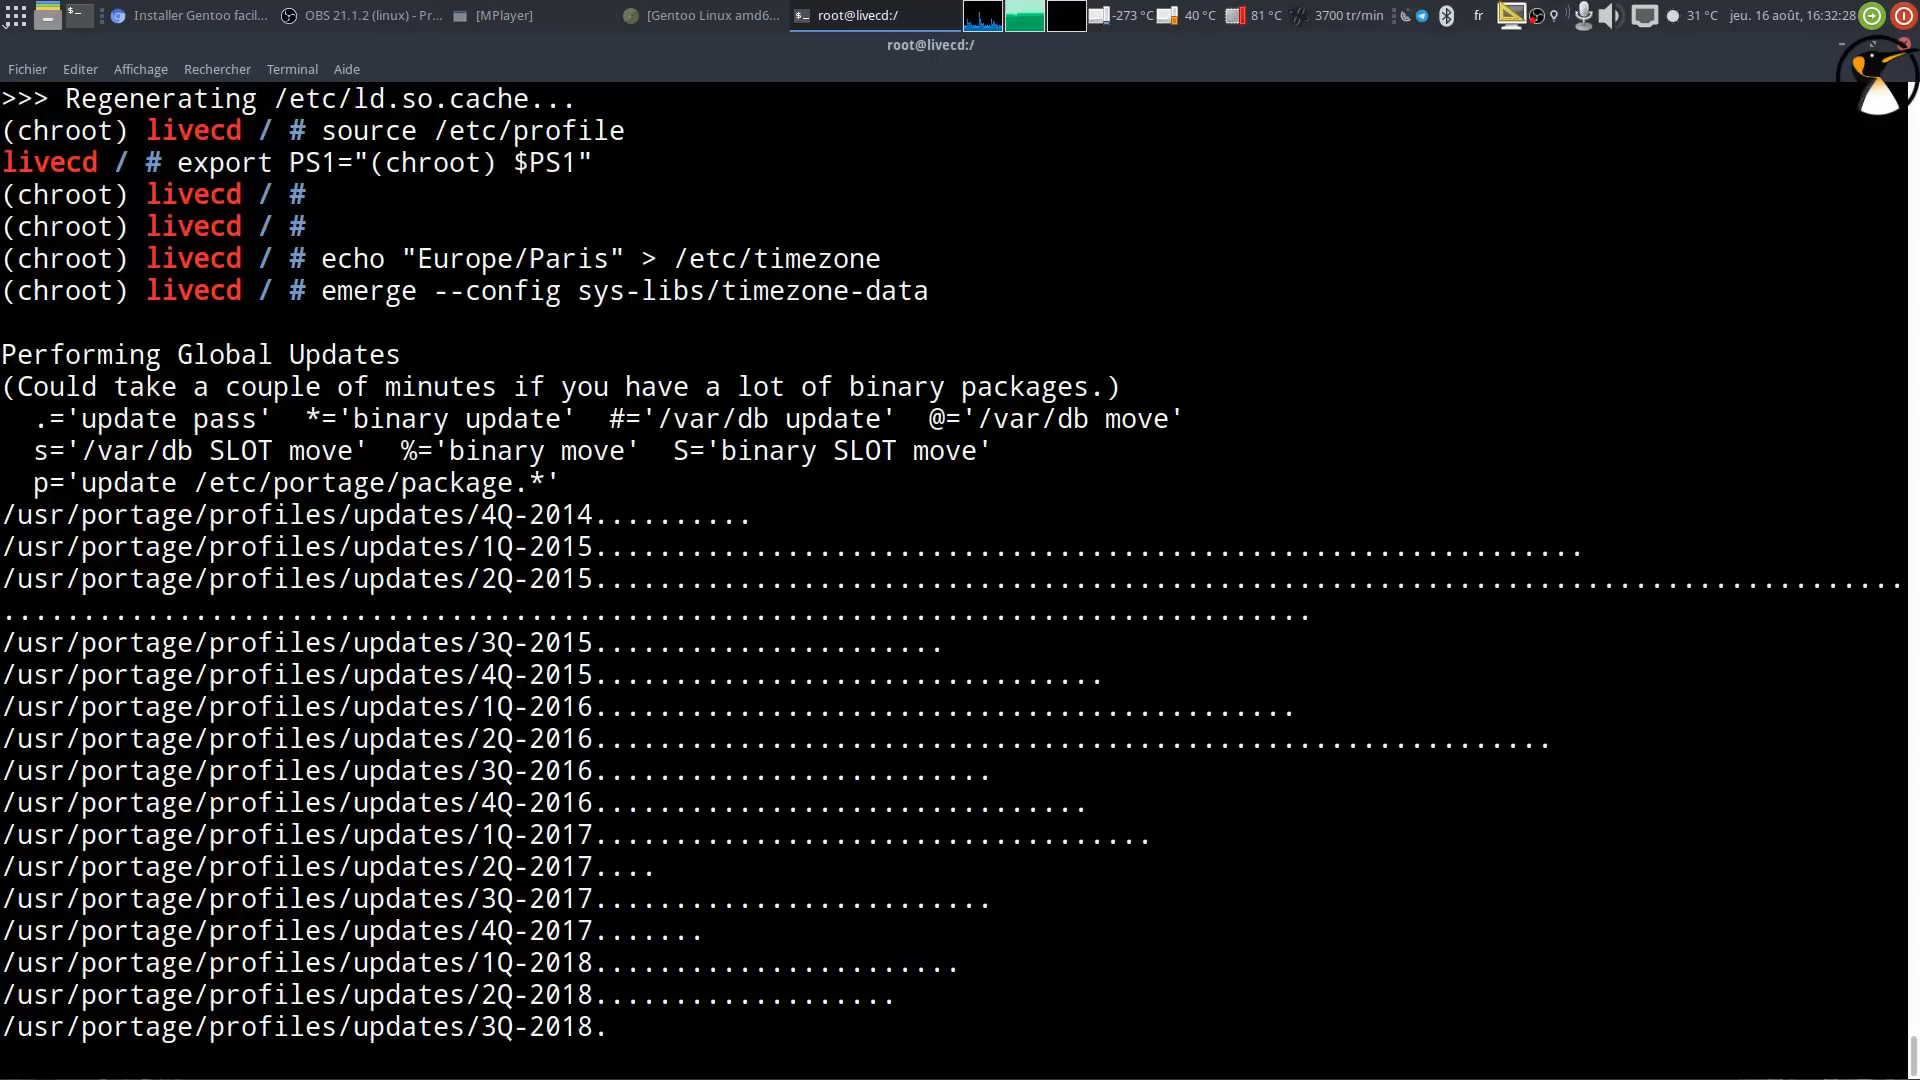 Installer Gentoo facil... OBS 21.1.2 (linux) - Pr... [MPlayer] [Gentoo Linux amd6... root@livecd:/ -273 °C 40 °C 81 °C 3700 tr/min fr 31 °C jeu. 16 août, 16:32:28
root@livecd:/
Fichier Editer Affichage Rechercher Terminal Aide
>>> Regenerating /etc/ld.so.cache...
(chroot) livecd / # source /etc/profile
livecd / # export PS1="(chroot) $PS1"
(chroot) livecd / #
(chroot) livecd / #
(chroot) livecd / # echo "Europe/Paris" > /etc/timezone
(chroot) livecd / # emerge --config sys-libs/timezone-data
Performing Global Updates
(Could take a couple of minutes if you have a lot of binary packages.)
.='update pass' *='binary update' #='/var/db update' @='/var/db move'
s='/var/db SLOT move' %='binary move' S='binary SLOT move'
p='update /etc/portage/package.*'
/usr/portage/profiles/updates/4Q-2014..........
/usr/portage/profiles/updates/1Q-2015..............................................................
/usr/portage/profiles/updates/2Q-2015..................................................................................
..................................................................................
/usr/portage/profiles/updates/3Q-2015......................
/usr/portage/profiles/updates/4Q-2015................................
/usr/portage/profiles/updates/1Q-2016............................................
/usr/portage/profiles/updates/2Q-2016............................................................
/usr/portage/profiles/updates/3Q-2016.........................
/usr/portage/profiles/updates/4Q-2016...............................
/usr/portage/profiles/updates/1Q-2017...................................
/usr/portage/profiles/updates/2Q-2017....
/usr/portage/profiles/updates/3Q-2017.........................
/usr/portage/profiles/updates/4Q-2017.......
/usr/portage/profiles/updates/1Q-2018.......................
/usr/portage/profiles/updates/2Q-2018...................
/usr/portage/profiles/updates/3Q-2018.